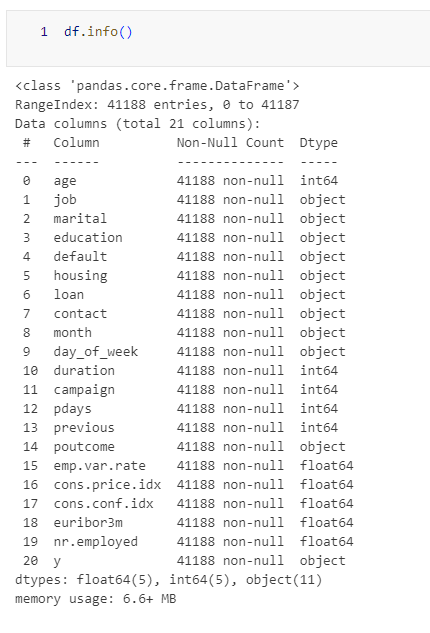 1 df.info()
<class 'pandas.core.frame.DataFrame'>
RangeIndex: 41188 entries, 0 to 41187
Data columns (total 21 columns):
 #   Column          Non-Null Count  Dtype
---  ------          --------------  -----
 0   age             41188 non-null  int64
 1   job             41188 non-null  object
 2   marital         41188 non-null  object
 3   education       41188 non-null  object
 4   default         41188 non-null  object
 5   housing         41188 non-null  object
 6   loan            41188 non-null  object
 7   contact         41188 non-null  object
 8   month           41188 non-null  object
 9   day_of_week     41188 non-null  object
 10  duration        41188 non-null  int64
 11  campaign        41188 non-null  int64
 12  pdays           41188 non-null  int64
 13  previous        41188 non-null  int64
 14  poutcome        41188 non-null  object
 15  emp.var.rate    41188 non-null  float64
 16  cons.price.idx  41188 non-null  float64
 17  cons.conf.idx   41188 non-null  float64
 18  euribor3m       41188 non-null  float64
 19  nr.employed     41188 non-null  float64
 20  y               41188 non-null  object
dtypes: float64(5), int64(5), object(11)
memory usage: 6.6+ MB